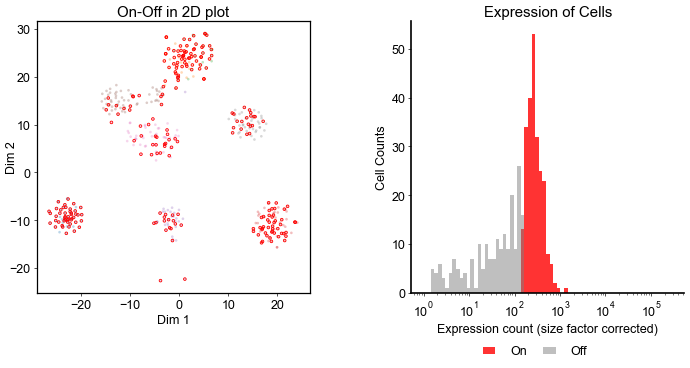 On-Off in 2D plot
30
20
10
0
−10
−20
Dim 2
−20
−10
0
10
20
Dim 1
Expression of Cells
50
40
30
20
10
0
Cell Counts
10^0
10^1
10^2
10^3
10^4
10^5
Expression count (size factor corrected)
On
Off